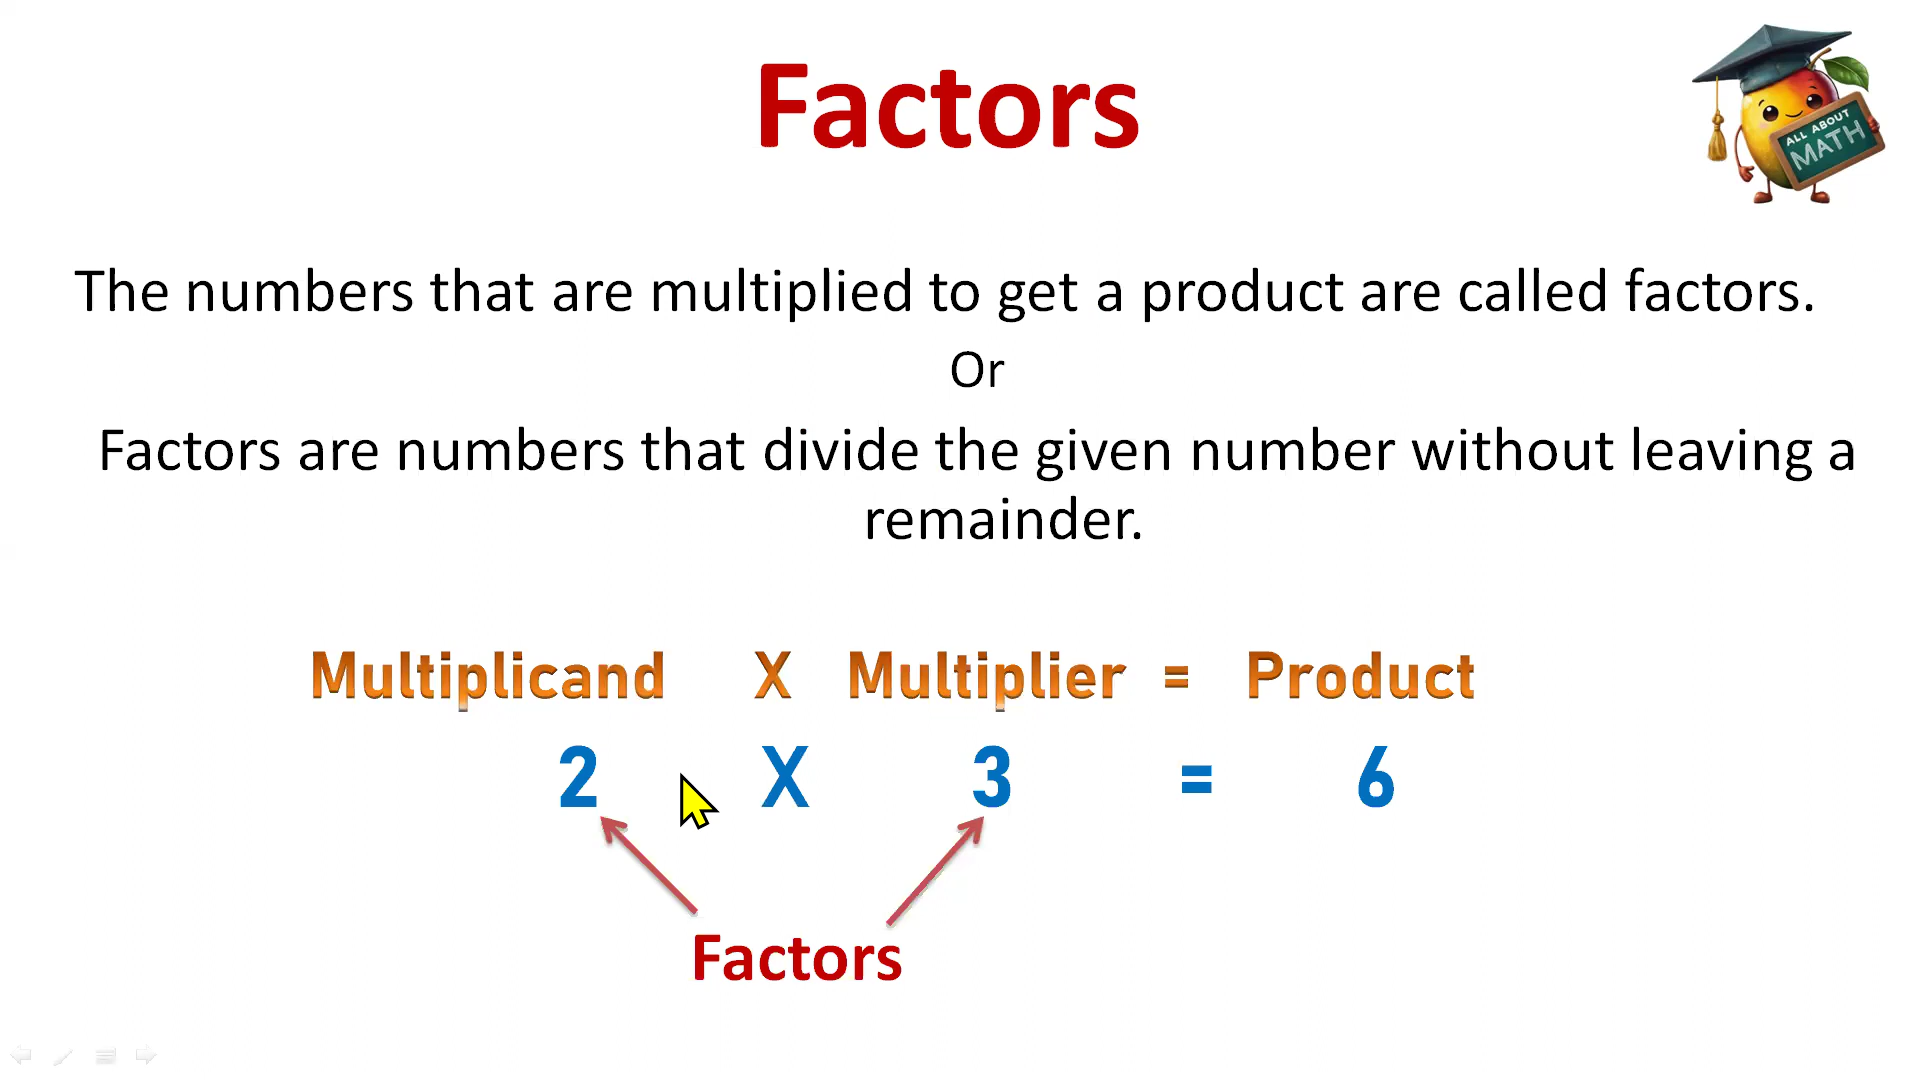 Factors
ALL ABOUT
MATH
The numbers that are multiplied to get a product are called factors.
Or
Factors are numbers that divide the given number without leaving a
remainder.
Multiplicand X Multiplier = Product
2 X 3 = 6
Factors